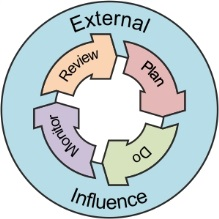 External
Plan
Do
Monitor
Review
Influence